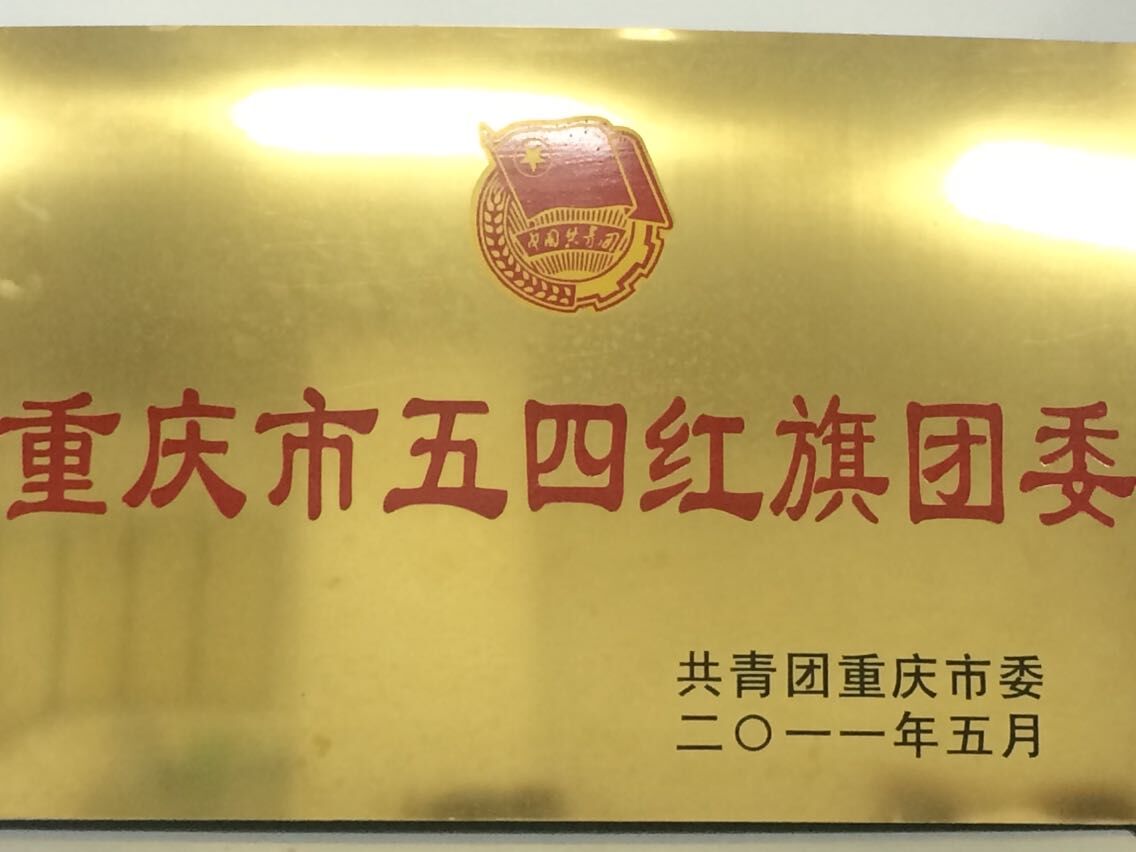 中国共青团
重庆市五四红旗团委
共青团重庆市委
二〇一一年五月